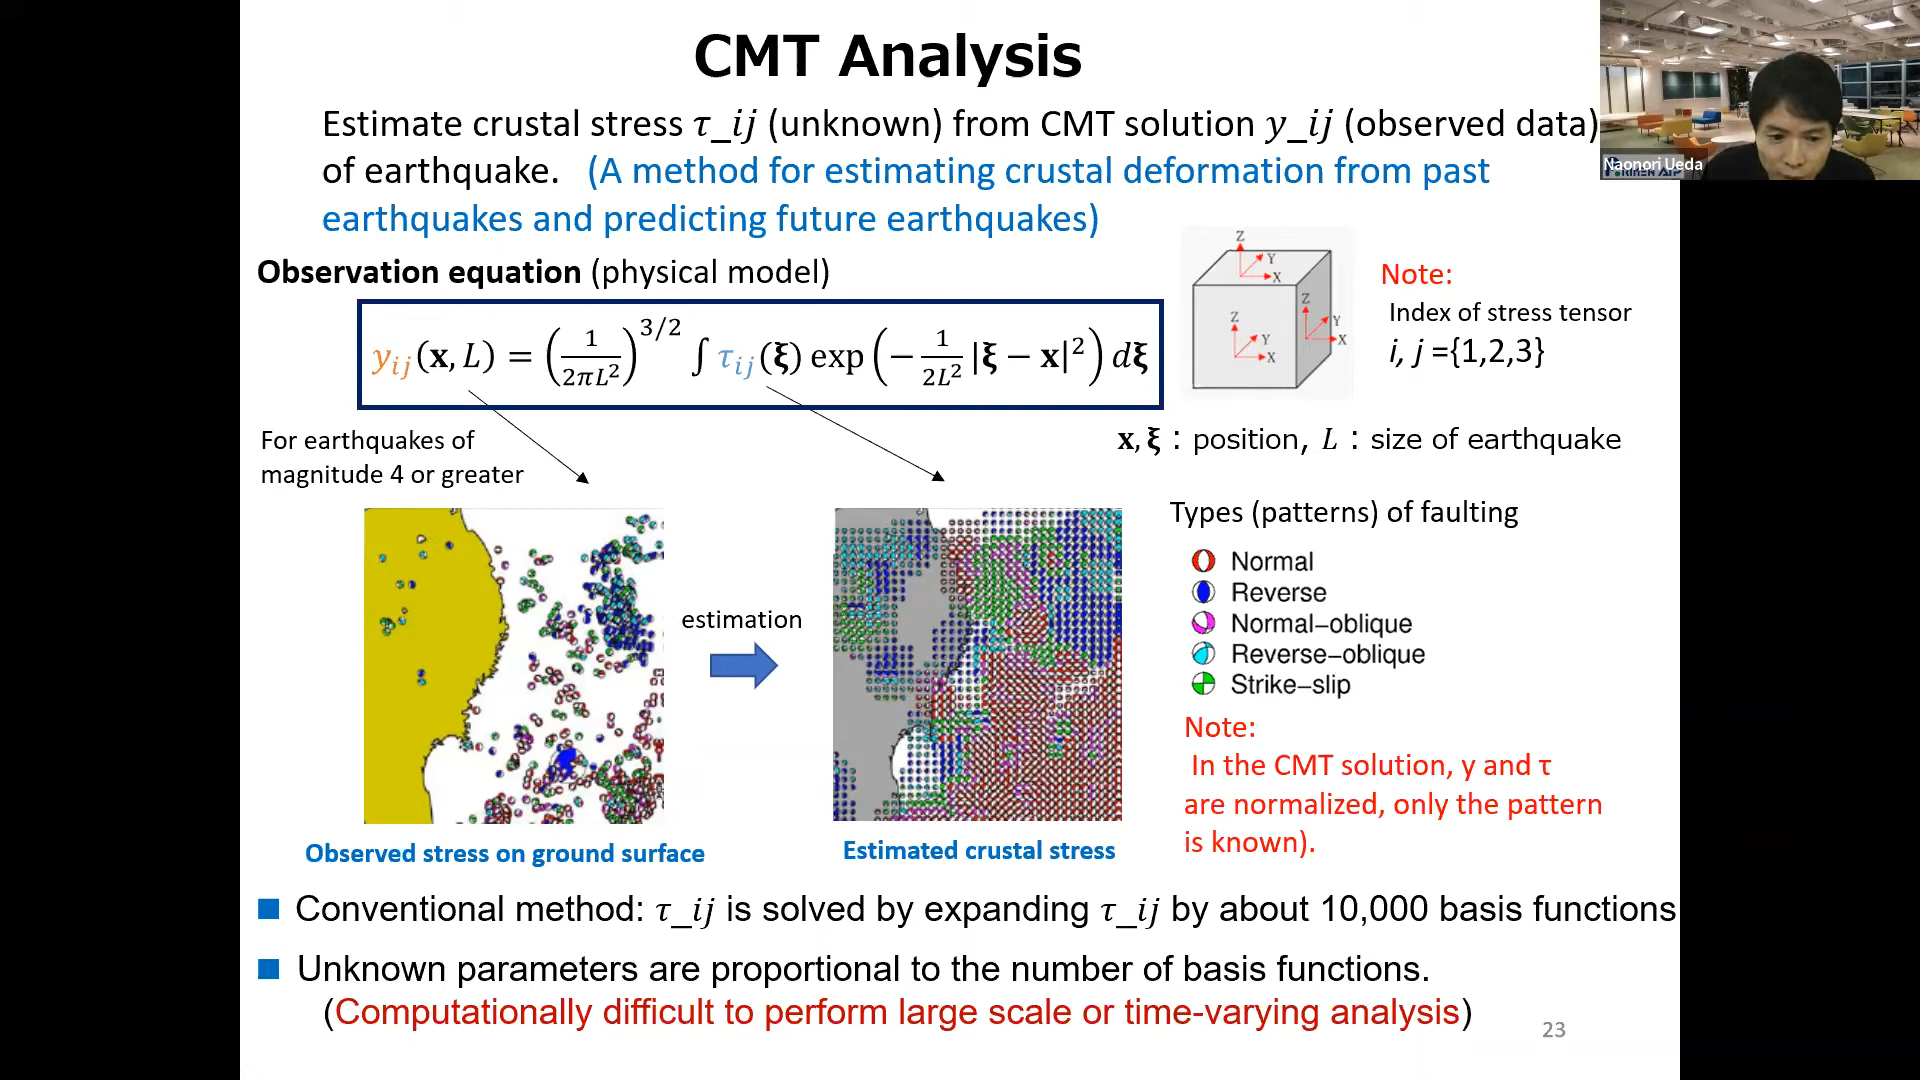 CMT Analysis
Estimate crustal stress τ_ij (unknown) from CMT solution y_ij (observed data)
of earthquake. (A method for estimating crustal deformation from past
earthquakes and predicting future earthquakes)
Naonori Ueda
Observation equation (physical model)
y_{ij}(x, L) = (1/2πL²)^{3/2} ∫ τ_{ij}(ξ) exp(−1/2L² |ξ − x|²) dξ
Z
Y
X
Z
Y
X
Z
Y
X
Note:
Index of stress tensor
i, j ={1,2,3}
For earthquakes of
magnitude 4 or greater
x, ξ : position, L : size of earthquake
estimation
Observed stress on ground surface
Estimated crustal stress
Types (patterns) of faulting
Normal
Reverse
Normal−oblique
Reverse−oblique
Strike−slip
Note:
In the CMT solution, y and τ
are normalized, only the pattern
is known).
Conventional method: τ_ij is solved by expanding τ_ij by about 10,000 basis functions
Unknown parameters are proportional to the number of basis functions.
(Computationally difficult to perform large scale or time-varying analysis)
23